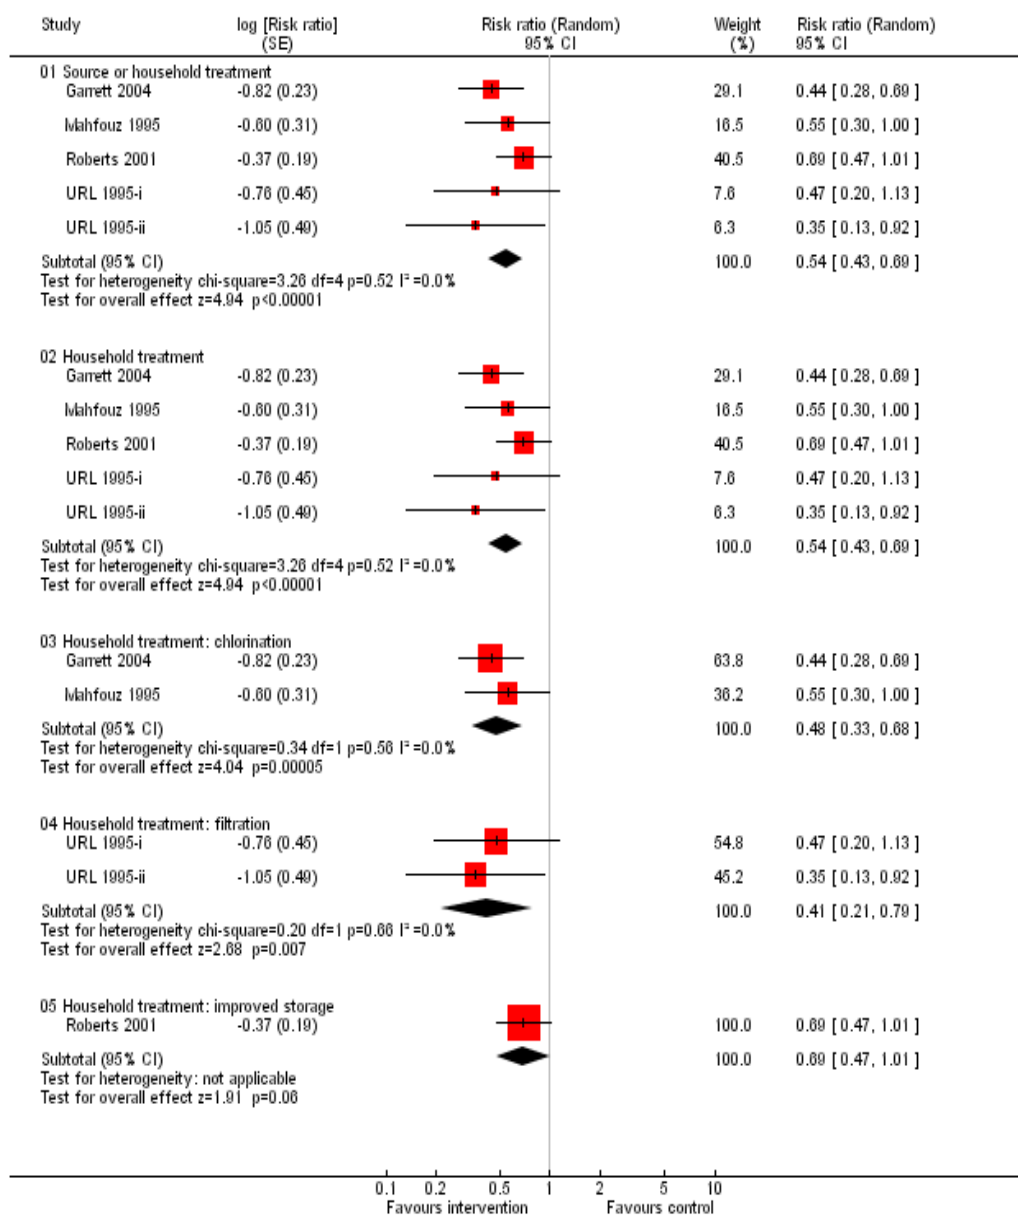 Study log [Risk ratio] Risk ratio (Random) Weight Risk ratio (Random)
(SE) 95% CI (%) 95% CI
01 Source or household treatment
Garrett 2004 -0.82 (0.23) 29.1 0.44 [ 0.28, 0.69 ]
Mahfouz 1995 -0.60 (0.31) 16.5 0.55 [ 0.30, 1.00 ]
Roberts 2001 -0.37 (0.19) 40.5 0.69 [ 0.47, 1.01 ]
URL 1995-i -0.76 (0.45) 7.6 0.47 [ 0.20, 1.13 ]
URL 1995-ii -1.05 (0.49) 6.3 0.35 [ 0.13, 0.92 ]
Subtotal (95% CI) 100.0 0.54 [ 0.43, 0.69 ]
Test for heterogeneity chi-square=3.26 df=4 p=0.52 I² =0.0%
Test for overall effect z=4.94 p<0.00001
02 Household treatment
Garrett 2004 -0.82 (0.23) 29.1 0.44 [ 0.28, 0.69 ]
Mahfouz 1995 -0.60 (0.31) 16.5 0.55 [ 0.30, 1.00 ]
Roberts 2001 -0.37 (0.19) 40.5 0.69 [ 0.47, 1.01 ]
URL 1995-i -0.76 (0.45) 7.6 0.47 [ 0.20, 1.13 ]
URL 1995-ii -1.05 (0.49) 6.3 0.35 [ 0.13, 0.92 ]
Subtotal (95% CI) 100.0 0.54 [ 0.43, 0.69 ]
Test for heterogeneity chi-square=3.26 df=4 p=0.52 I² =0.0%
Test for overall effect z=4.94 p<0.00001
03 Household treatment: chlorination
Garrett 2004 -0.82 (0.23) 63.8 0.44 [ 0.28, 0.69 ]
Mahfouz 1995 -0.60 (0.31) 36.2 0.55 [ 0.30, 1.00 ]
Subtotal (95% CI) 100.0 0.48 [ 0.33, 0.68 ]
Test for heterogeneity chi-square=0.34 df=1 p=0.56 I² =0.0%
Test for overall effect z=4.04 p=0.00005
04 Household treatment: filtration
URL 1995-i -0.76 (0.45) 54.8 0.47 [ 0.20, 1.13 ]
URL 1995-ii -1.05 (0.49) 45.2 0.35 [ 0.13, 0.92 ]
Subtotal (95% CI) 100.0 0.41 [ 0.21, 0.79 ]
Test for heterogeneity chi-square=0.20 df=1 p=0.66 I² =0.0%
Test for overall effect z=2.68 p=0.007
05 Household treatment: improved storage
Roberts 2001 -0.37 (0.19) 100.0 0.69 [ 0.47, 1.01 ]
Subtotal (95% CI) 100.0 0.69 [ 0.47, 1.01 ]
Test for heterogeneity: not applicable
Test for overall effect z=1.91 p=0.06
0.1 0.2 0.5 1 2 5 10
Favours intervention Favours control